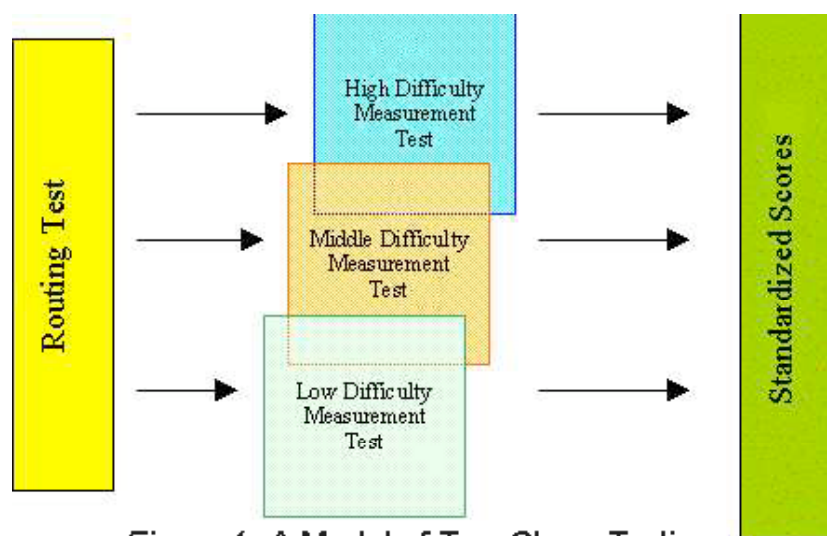 Routing Test
High Difficulty
Measurement
Test
Middle Difficulty
Measurement
Test
Low Difficulty
Measurement
Test
Standardized Scores